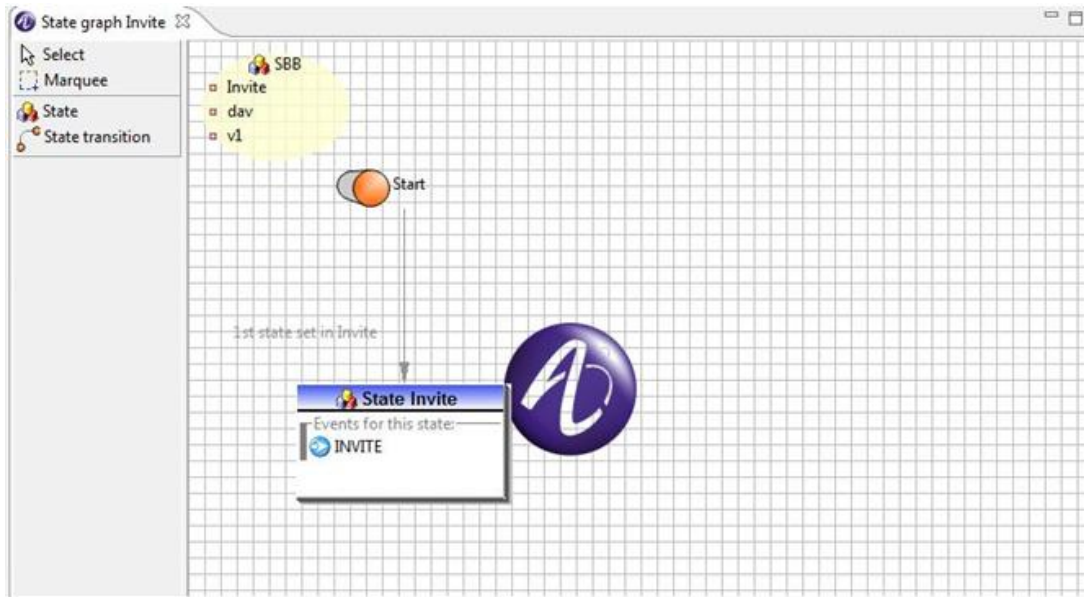 State graph Invite
Select
Marquee
State
State transition
SBB
Invite
dav
v1
Start
1st state set in Invite
State Invite
Events for this state:
INVITE